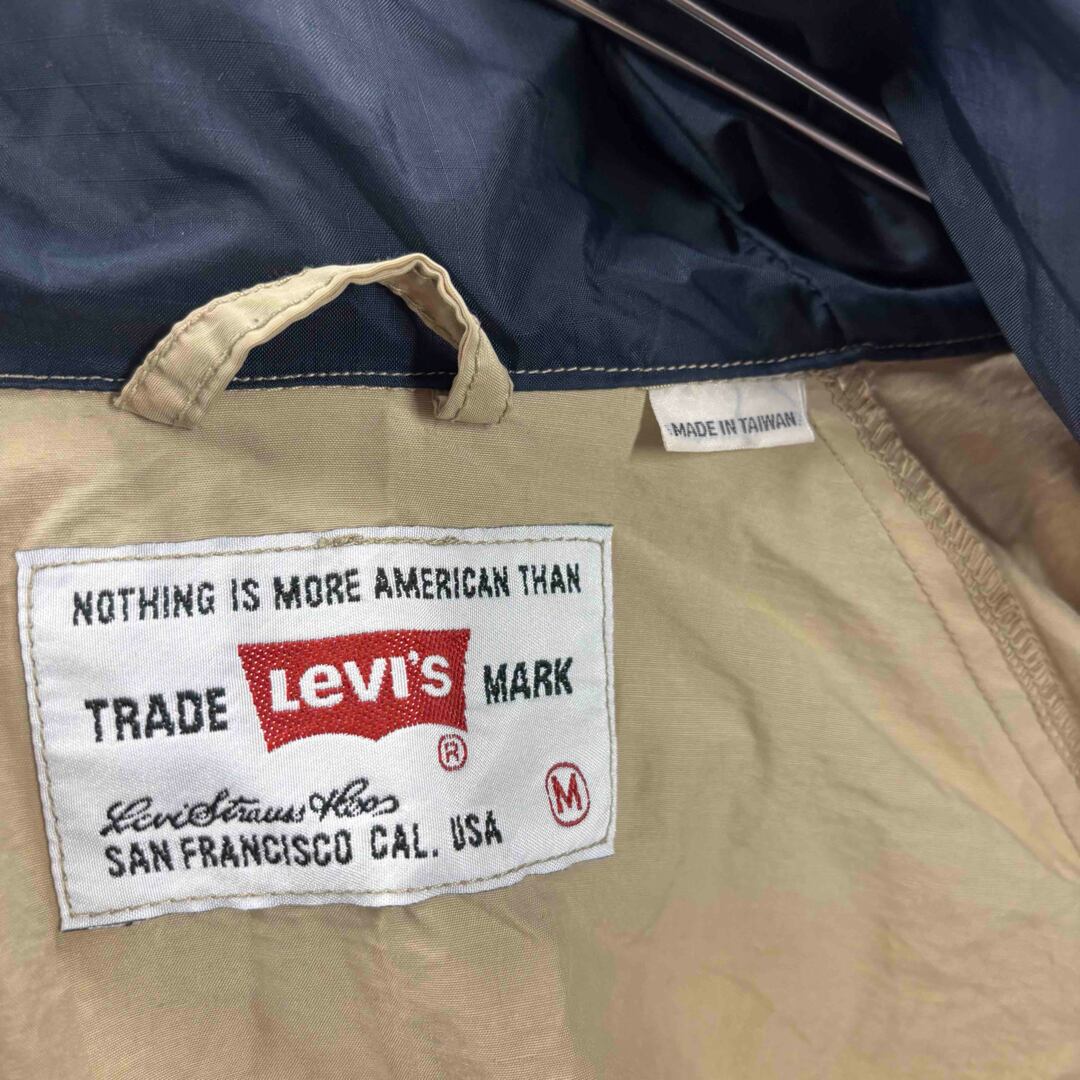 MADE IN TAIWAN
NOTHING IS MORE AMERICAN THAN
TRADE Levi's MARK
®
Levi Strauss & Co
M
SAN FRANCISCO CAL. USA